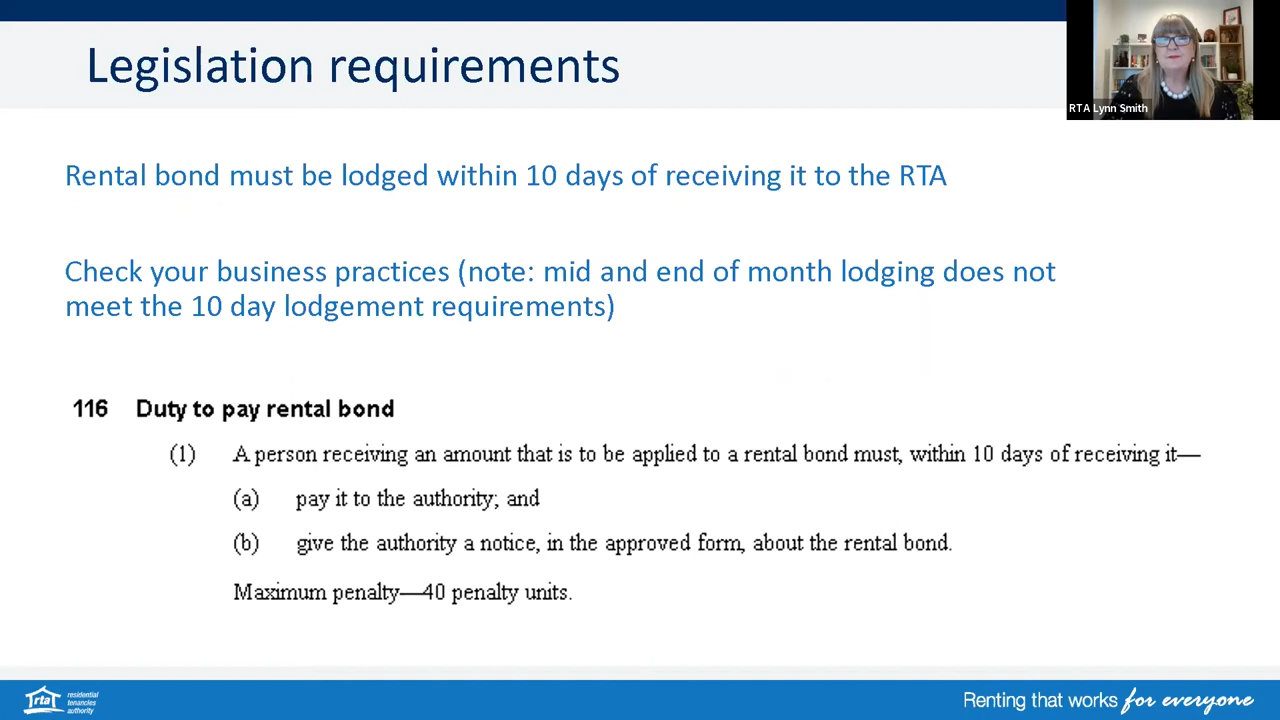 Legislation requirements
RTA Lynn Smith
Rental bond must be lodged within 10 days of receiving it to the RTA
Check your business practices (note: mid and end of month lodging does not
meet the 10 day lodgement requirements)
116 Duty to pay rental bond
(1) A person receiving an amount that is to be applied to a rental bond must, within 10 days of receiving it—
(a) pay it to the authority; and
(b) give the authority a notice, in the approved form, about the rental bond.
Maximum penalty—40 penalty units.
rta
residential
tenancies
authority
Renting that works for everyone